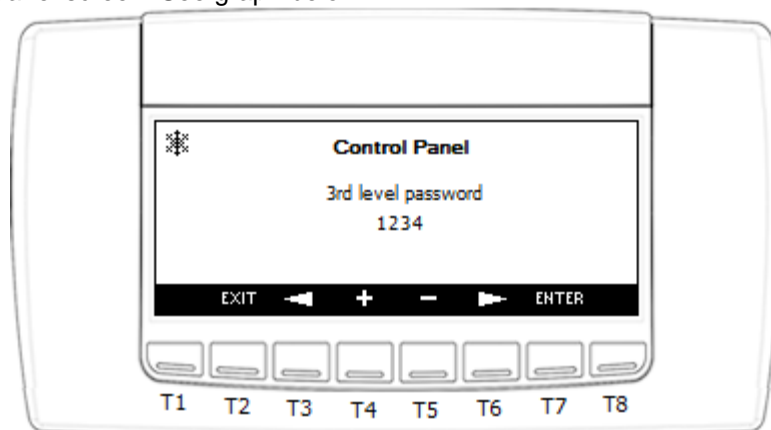 Control Panel
3rd level password
1234
EXIT + - ENTER
T1 T2 T3 T4 T5 T6 T7 T8